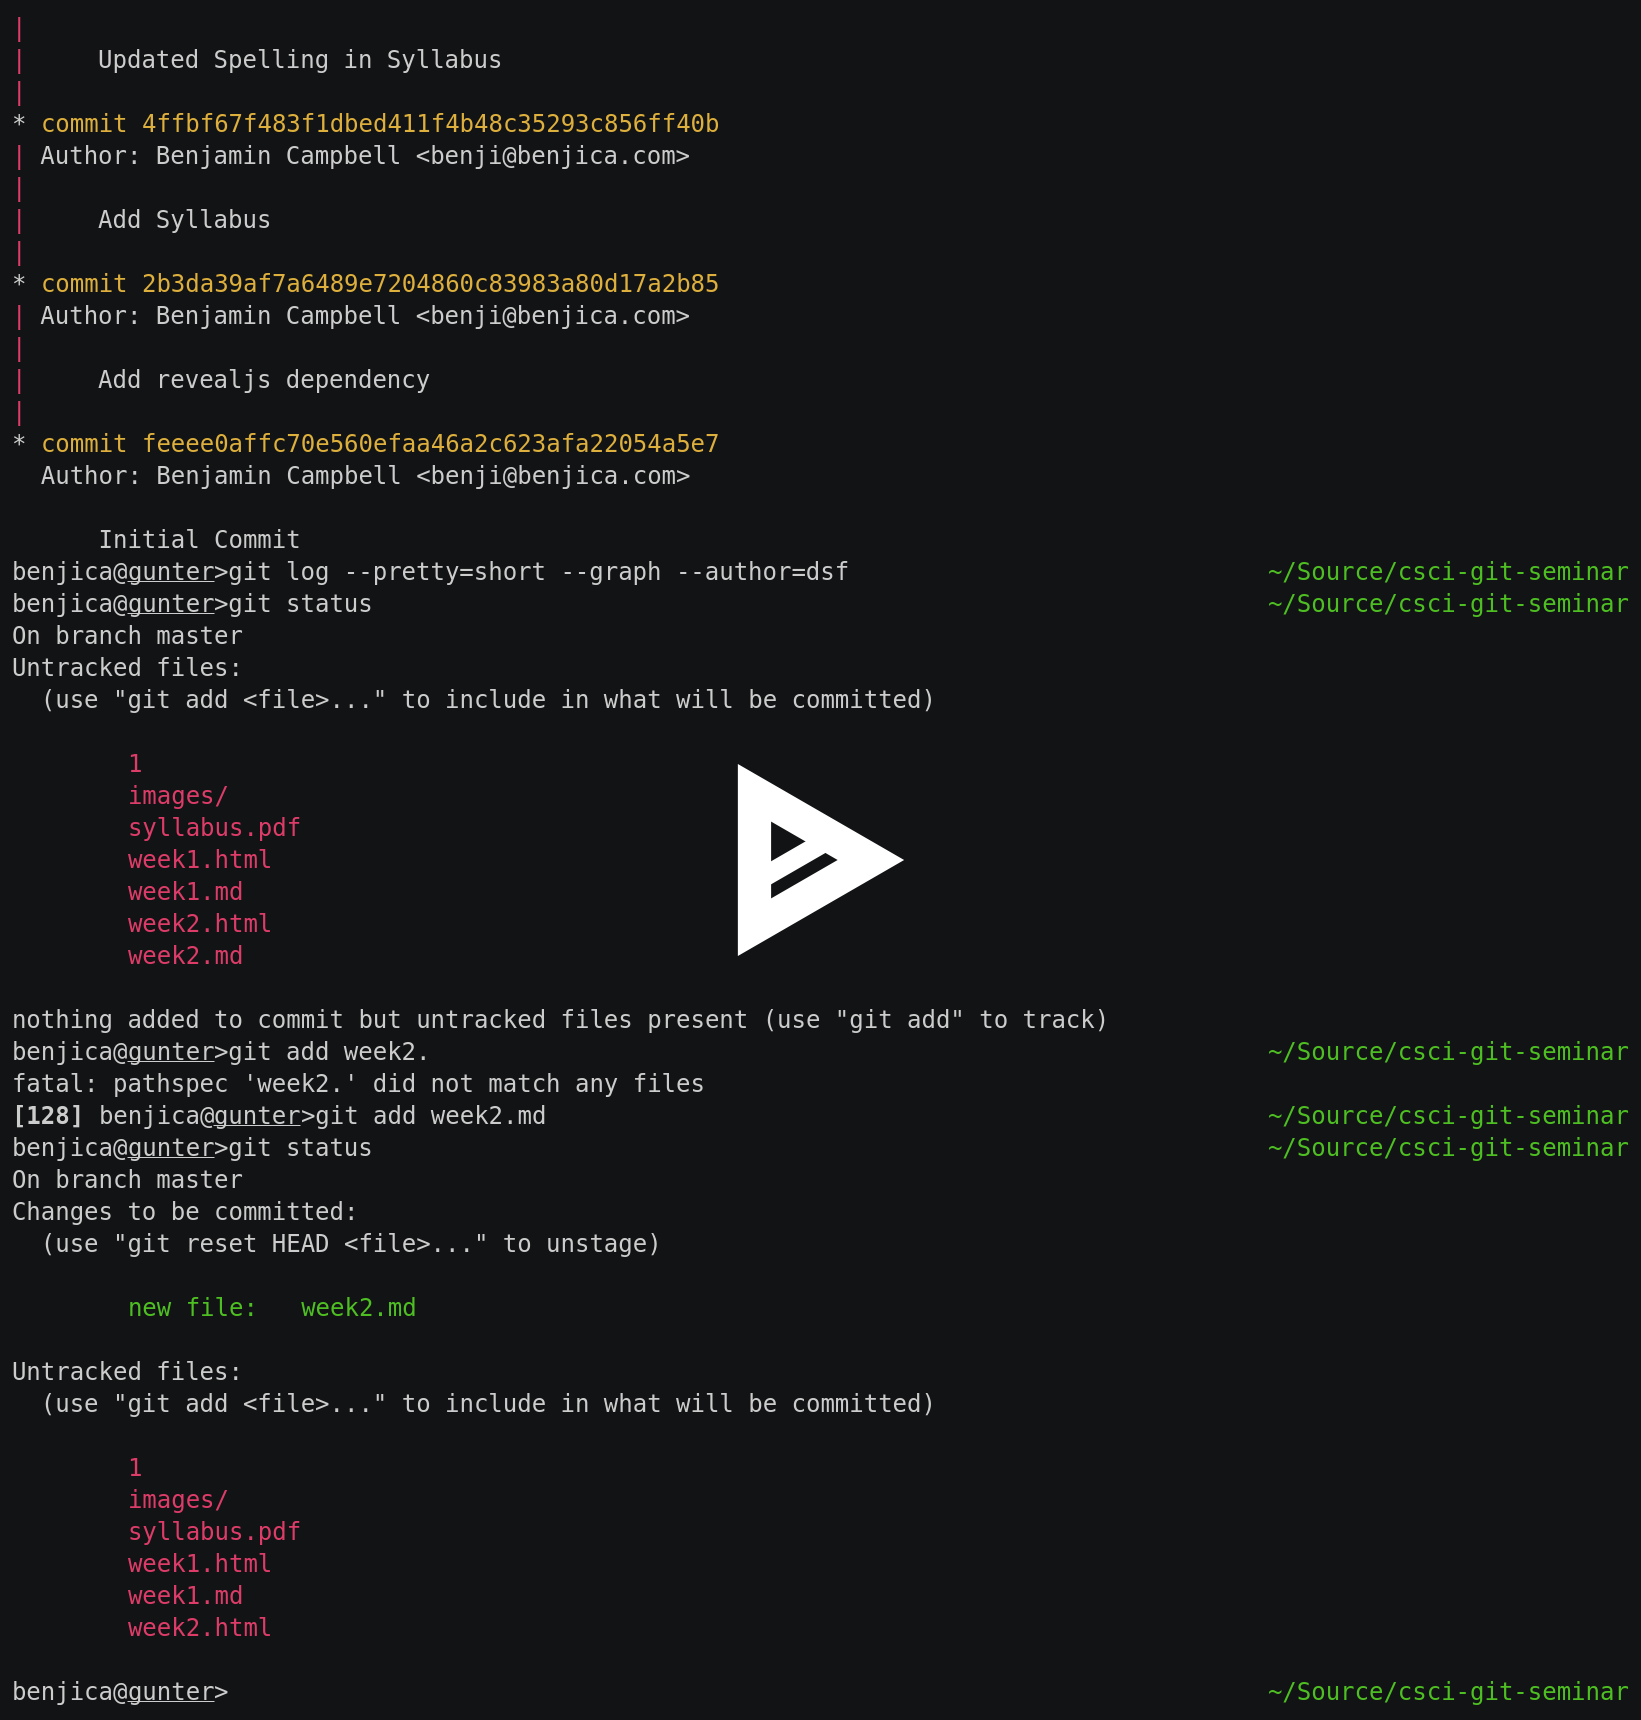 |
|     Updated Spelling in Syllabus
|
* commit 4ffbf67f483f1dbed411f4b48c35293c856ff40b
| Author: Benjamin Campbell <benji@benjica.com>
|
|     Add Syllabus
|
* commit 2b3da39af7a6489e7204860c83983a80d17a2b85
| Author: Benjamin Campbell <benji@benjica.com>
|
|     Add revealjs dependency
|
* commit feeee0affc70e560efaa46a2c623afa22054a5e7
  Author: Benjamin Campbell <benji@benjica.com>

      Initial Commit
benjica@gunter>git log --pretty=short --graph --author=dsf ~/Source/csci-git-seminar
benjica@gunter>git status ~/Source/csci-git-seminar
On branch master
Untracked files:
  (use "git add <file>..." to include in what will be committed)

        1
        images/
        syllabus.pdf
        week1.html
        week1.md
        week2.html
        week2.md

nothing added to commit but untracked files present (use "git add" to track)
benjica@gunter>git add week2. ~/Source/csci-git-seminar
fatal: pathspec 'week2.' did not match any files
[128] benjica@gunter>git add week2.md ~/Source/csci-git-seminar
benjica@gunter>git status ~/Source/csci-git-seminar
On branch master
Changes to be committed:
  (use "git reset HEAD <file>..." to unstage)

        new file:   week2.md

Untracked files:
  (use "git add <file>..." to include in what will be committed)

        1
        images/
        syllabus.pdf
        week1.html
        week1.md
        week2.html

benjica@gunter> ~/Source/csci-git-seminar